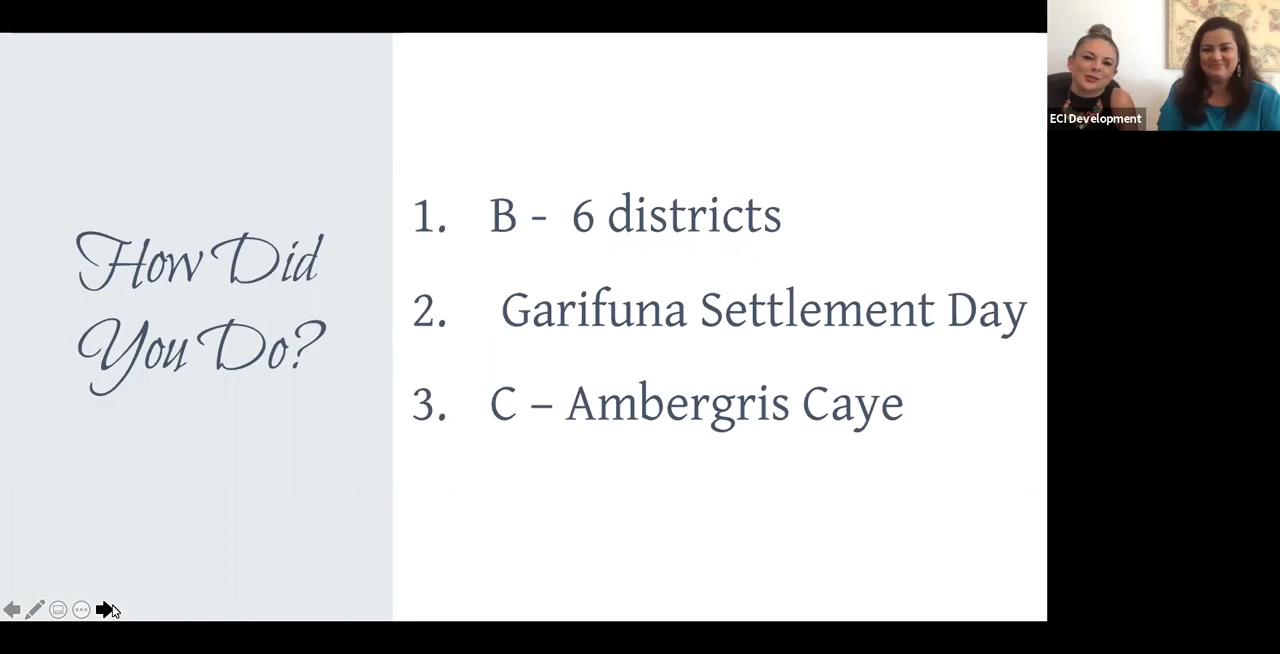 How Did
You Do?
1. B - 6 districts
2. Garifuna Settlement Day
3. C – Ambergris Caye
ECI Development